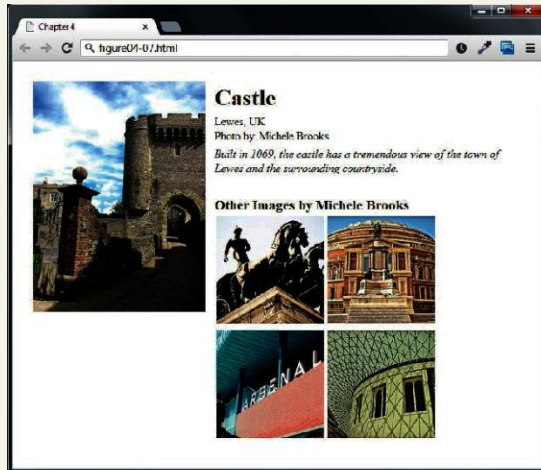 Chapter 4
figure04-07.html
Castle
Lewes, UK
Photo by: Michele Brooks
Built in 1069, the castle has a tremendous view of the town of
Lewes and the surrounding countryside.
Other Images by Michele Brooks
ARSENAL